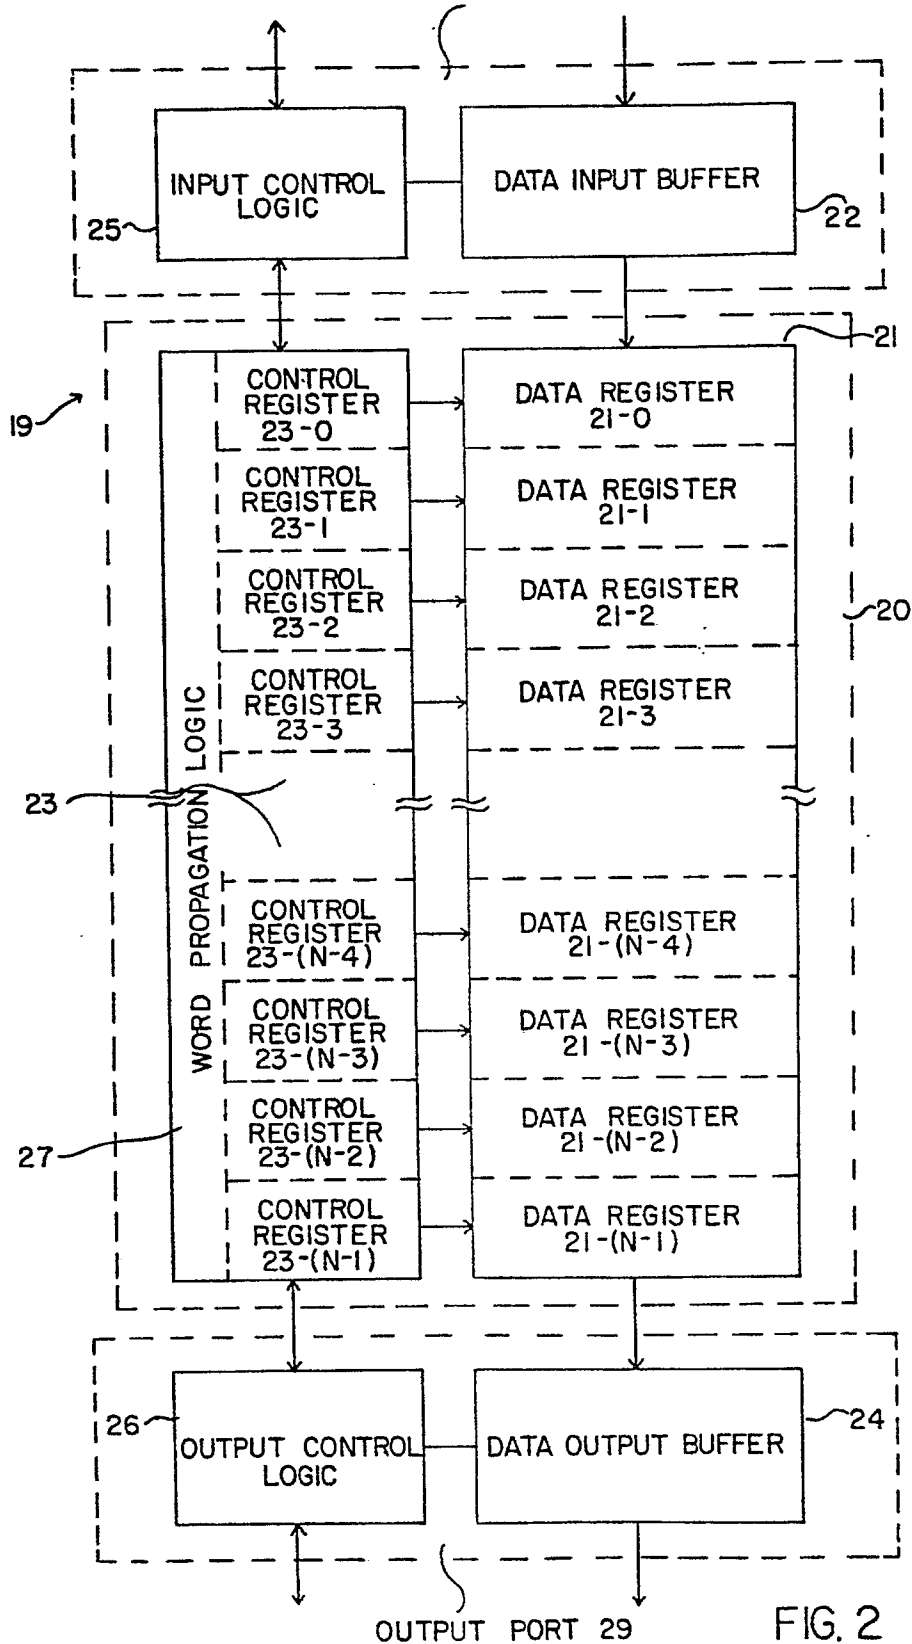 INPUT CONTROL
LOGIC
DATA INPUT BUFFER
25
22
21
19
CONTROL
REGISTER
23-0
DATA REGISTER
21-0
CONTROL
REGISTER
23-1
DATA REGISTER
21-1
CONTROL
REGISTER
23-2
DATA REGISTER
21-2
20
CONTROL
REGISTER
23-3
DATA REGISTER
21-3
WORD PROPAGATION LOGIC
23
CONTROL
REGISTER
23-(N-4)
DATA REGISTER
21-(N-4)
CONTROL
REGISTER
23-(N-3)
DATA REGISTER
21-(N-3)
CONTROL
REGISTER
23-(N-2)
DATA REGISTER
21-(N-2)
27
CONTROL
REGISTER
23-(N-1)
DATA REGISTER
21-(N-1)
26
24
OUTPUT CONTROL
LOGIC
DATA OUTPUT BUFFER
OUTPUT PORT 29
FIG. 2